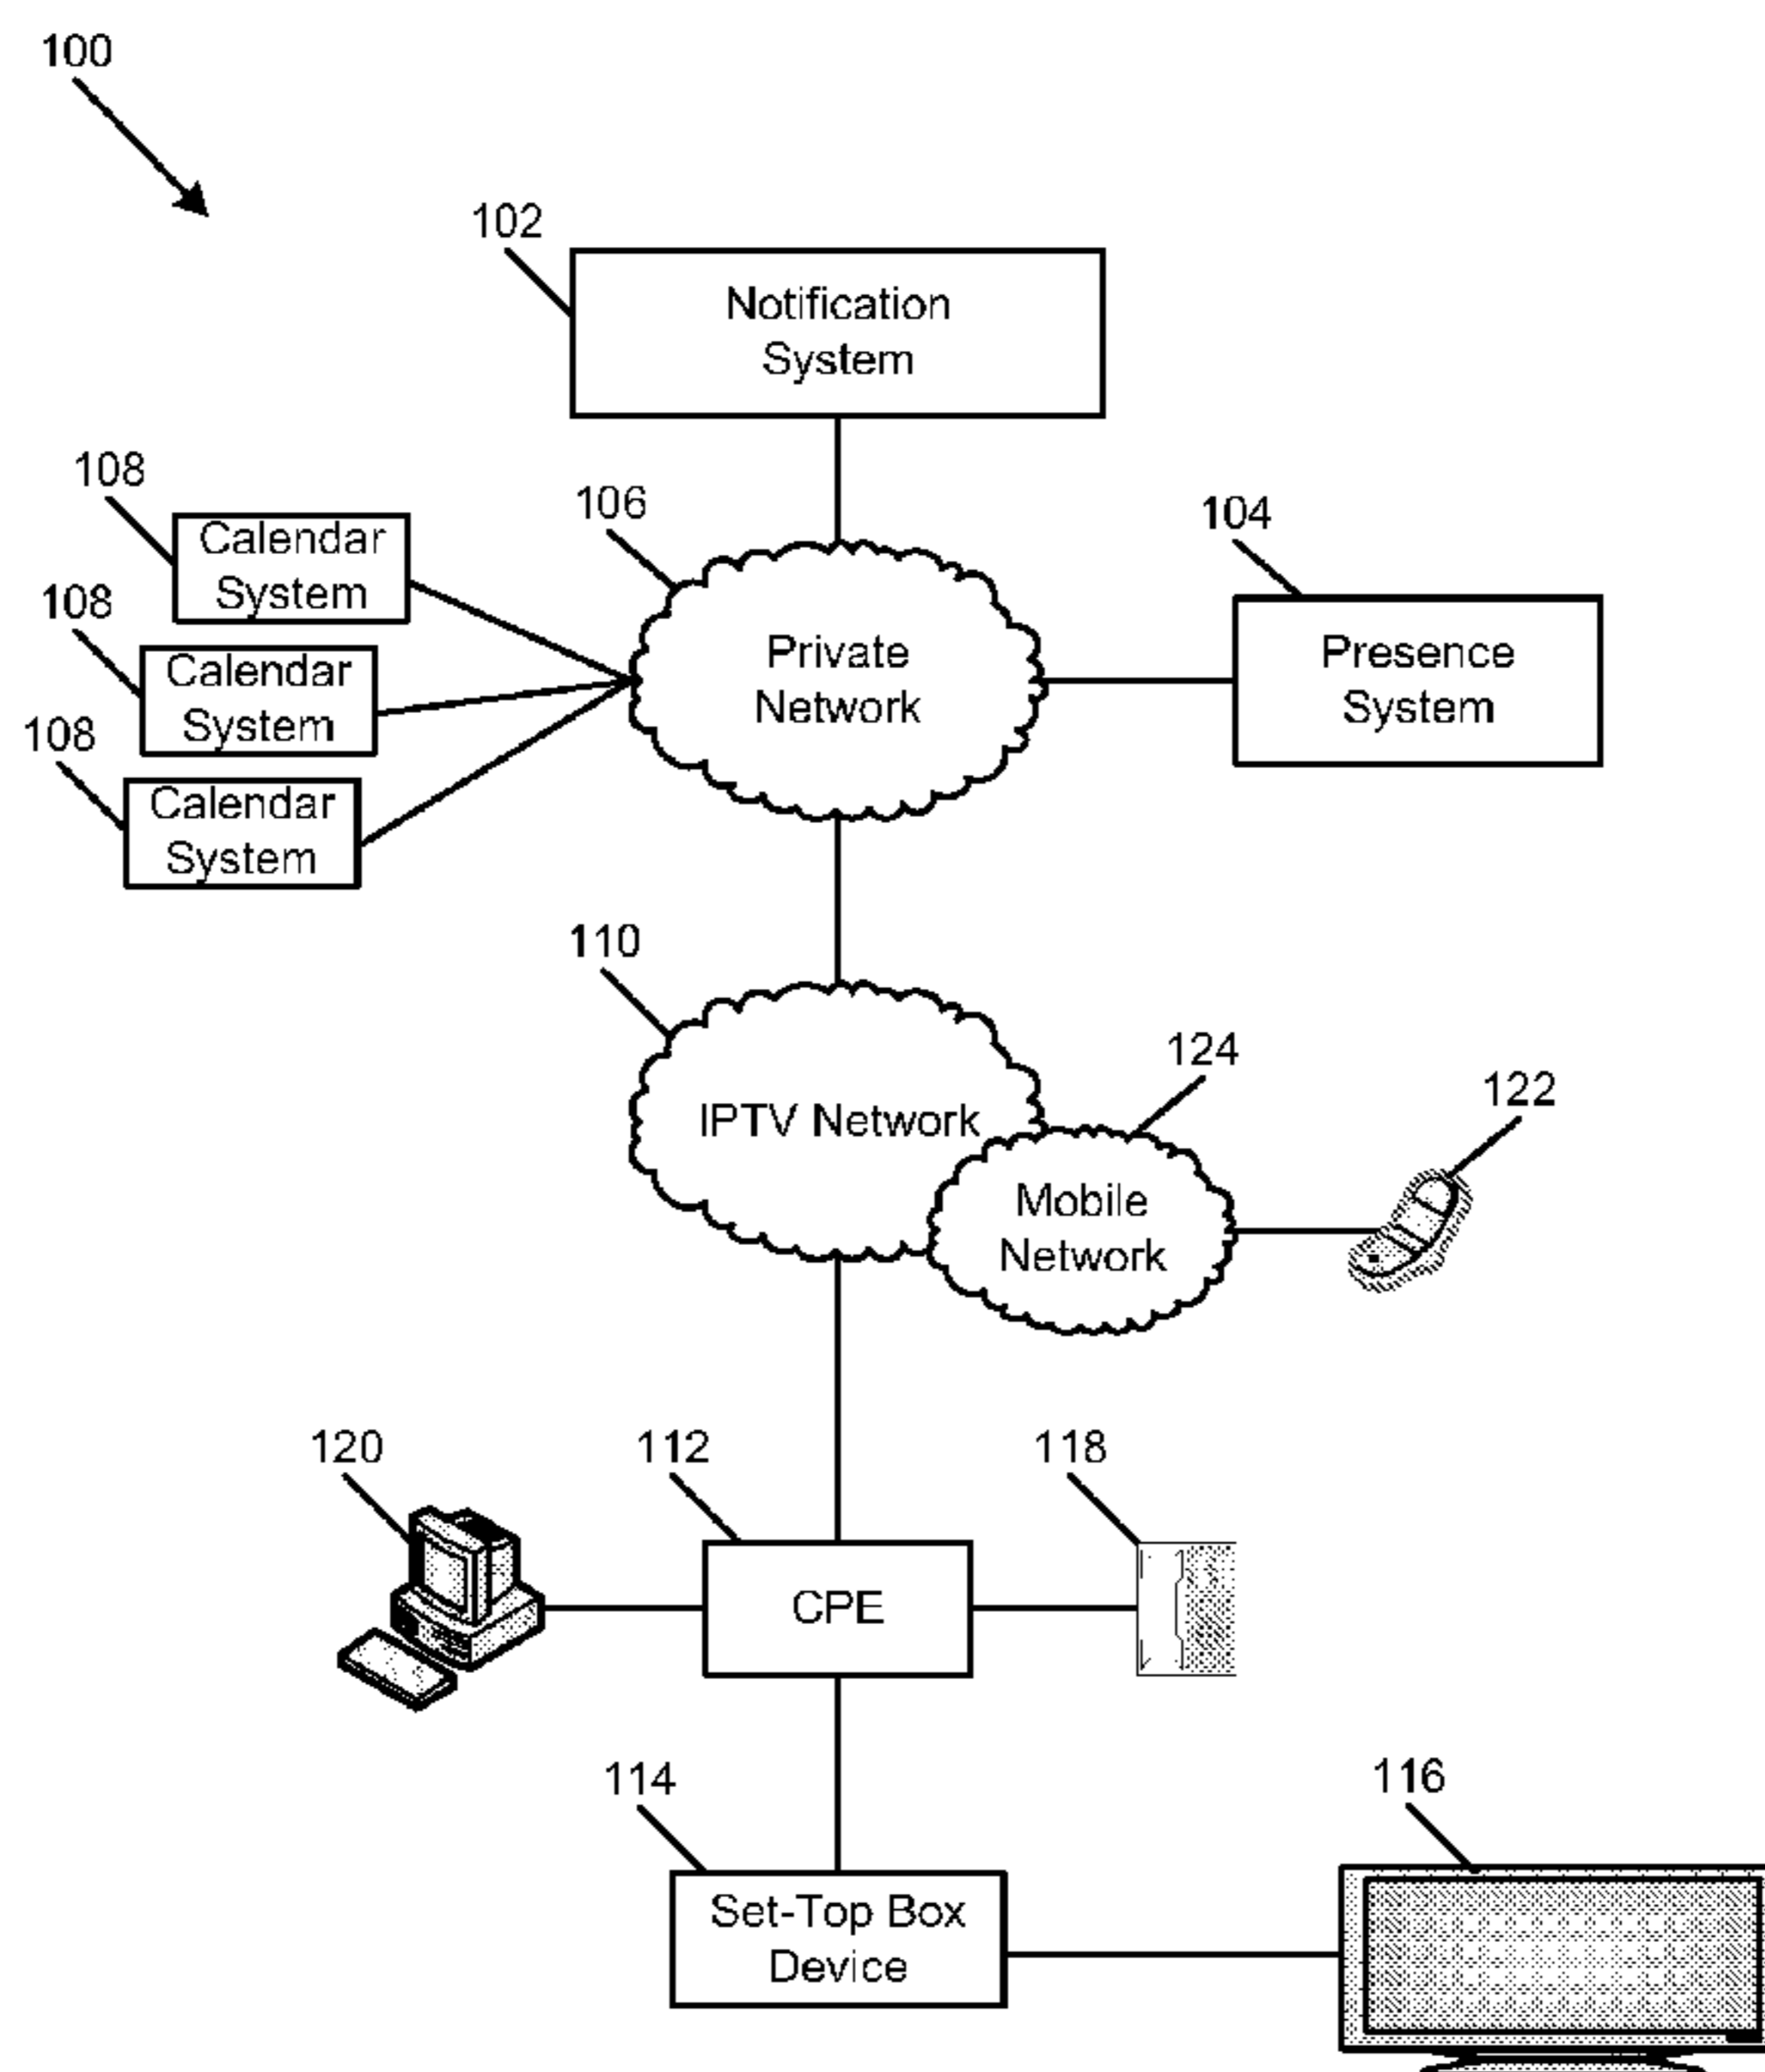 100
102
Notification
System
108
106
104
Calendar
System
Private
Network
Presence
System
108
Calendar
System
108
Calendar
System
110
IPTV Network
124
122
Mobile
Network
120
112
118
CPE
114
116
Set-Top Box
Device